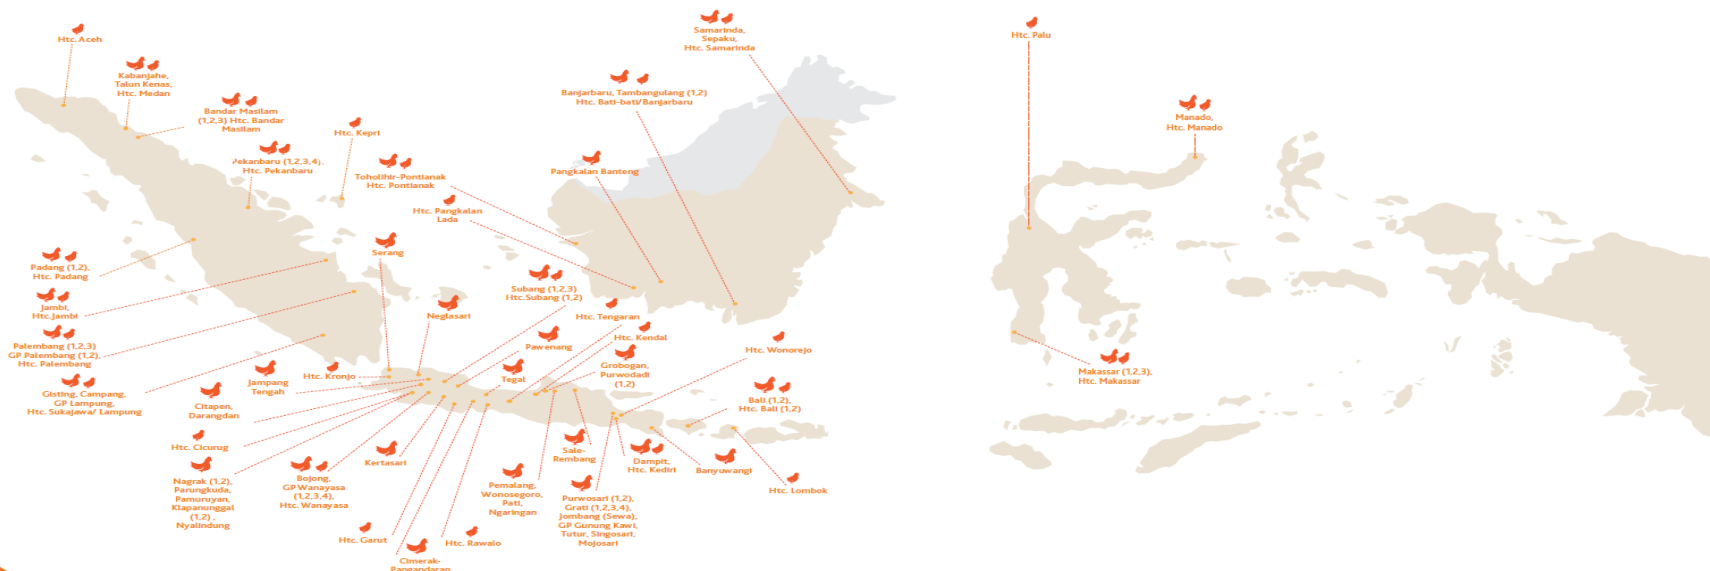 Htc. Aceh
Kabanjahe,
Talun Kenas,
Htc. Medan
Bandar Masilam
(1,2,3) Htc. Bandar
Masilam
Pekanbaru (1,2,3,4),
Htc. Pekanbaru
Htc. Kepri
Toholihir-Pontianak
Htc. Pontianak
Htc. Pangkalan
Lada
Pangkalan Banteng
Banjarbaru, Tambangulang (1,2)
Htc. Bati-bati/Banjarbaru
Samarinda,
Sepaku,
Htc. Samarinda
Htc. Palu
Manado,
Htc. Manado
Padang (1,2),
Htc. Padang
Jambi,
Htc.Jambi
Palembang (1,2,3)
GP Palembang (1,2),
Htc. Palembang
Gisting, Campang,
GP Lampung,
Htc. Sukajawa/ Lampung
Serang
Neglasari
Subang (1,2,3)
Htc.Subang (1,2)
Htc. Tengaran
Htc. Kendal
Pawenang
Tegal
Grobogan,
Purwodadi
(1,2)
Htc. Wonorejo
Makassar (1,2,3),
Htc. Makassar
Htc. Kronjo
Jampang
Tengah
Citapen,
Darangdan
Htc. Cicurug
Nagrak (1,2),
Parungkuda,
Pamuruyan,
Klapanunggal
(1,2) ,
Nyalindung
Bojong,
GP Wanayasa
(1,2,3,4),
Htc. Wanayasa
Kertasari
Htc. Garut
Cimerak-
Pangandaran
Htc. Rawalo
Pemalang,
Wonosegoro,
Pati,
Ngaringan
Sale-
Rembang
Purwosari (1,2),
Grati (1,2,3,4),
Jombang (Sewa),
GP Gunung Kawi,
Tutur, Singosari,
Mojosari
Dampit,
Htc. Kediri
Banyuwangi
Bali (1,2),
Htc. Bali (1,2)
Htc. Lombok